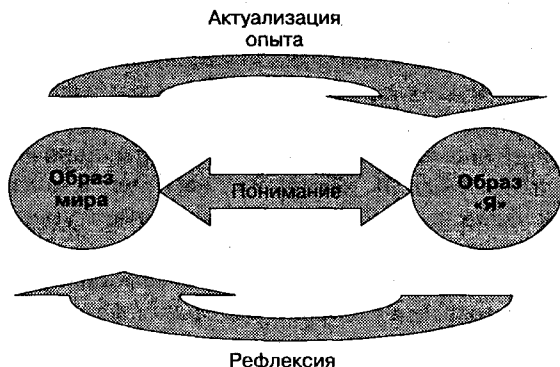 Актуализация
опыта
Образ
мира
Понимание
Образ
«Я»
Рефлексия